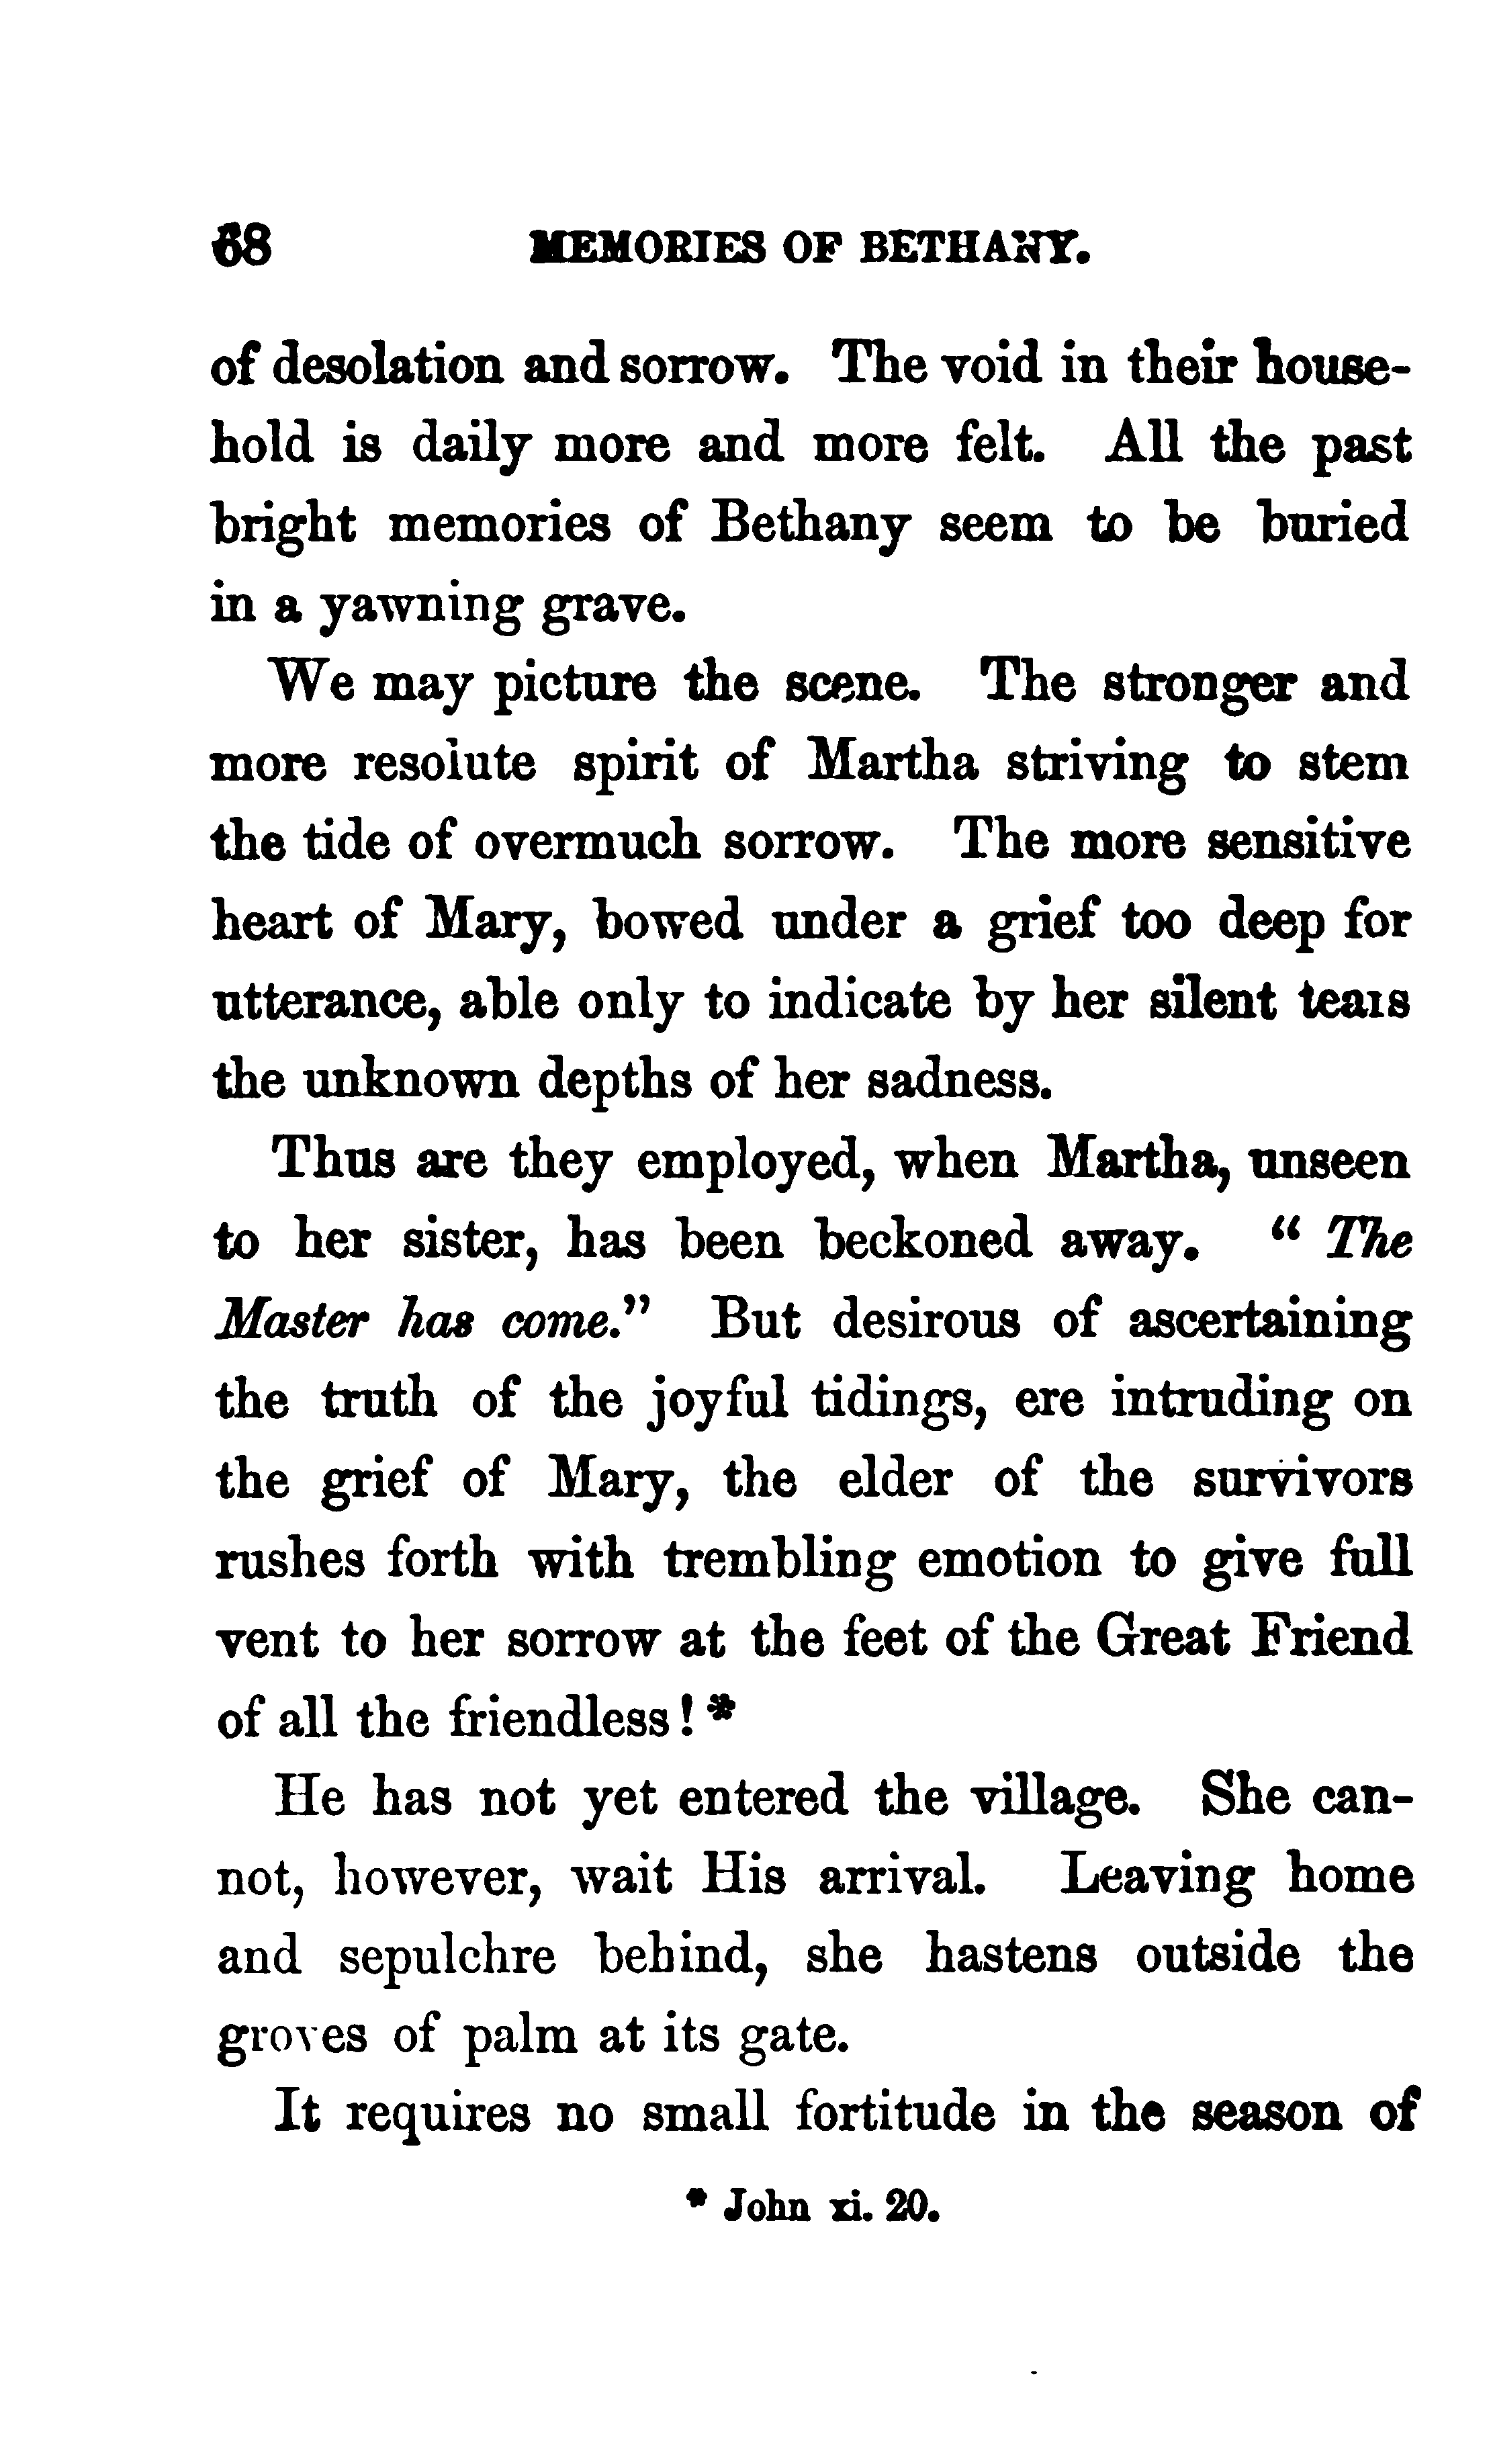 68 MEMORIES OF BETHANY.
of desolation and sorrow. The void in their house-
hold is daily more and more felt. All the past
bright memories of Bethany seem to be buried
in a yawning grave.
We may picture the scene. The stronger and
more resolute spirit of Martha striving to stem
the tide of overmuch sorrow. The more sensitive
heart of Mary, bowed under a grief too deep for
utterance, able only to indicate by her silent tears
the unknown depths of her sadness.
Thus are they employed, when Martha, unseen
to her sister, has been beckoned away. “ The
Master has come.” But desirous of ascertaining
the truth of the joyful tidings, ere intruding on
the grief of Mary, the elder of the survivors
rushes forth with trembling emotion to give full
vent to her sorrow at the feet of the Great Friend
of all the friendless ! *
He has not yet entered the village. She can-
not, however, wait His arrival. Leaving home
and sepulchre behind, she hastens outside the
groves of palm at its gate.
It requires no small fortitude in the season of
* John xi. 20.